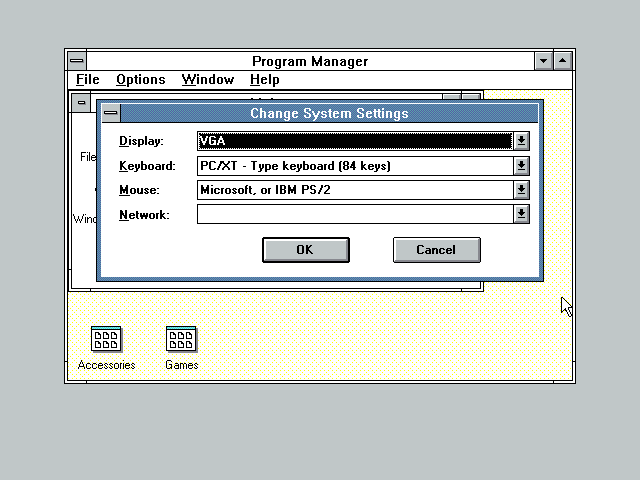 Program Manager
File Options Window Help
Change System Settings
Display: VGA
Keyboard: PC/XT - Type keyboard (84 keys)
Mouse: Microsoft, or IBM PS/2
Network:
OK Cancel
File
Wind
Accessories Games